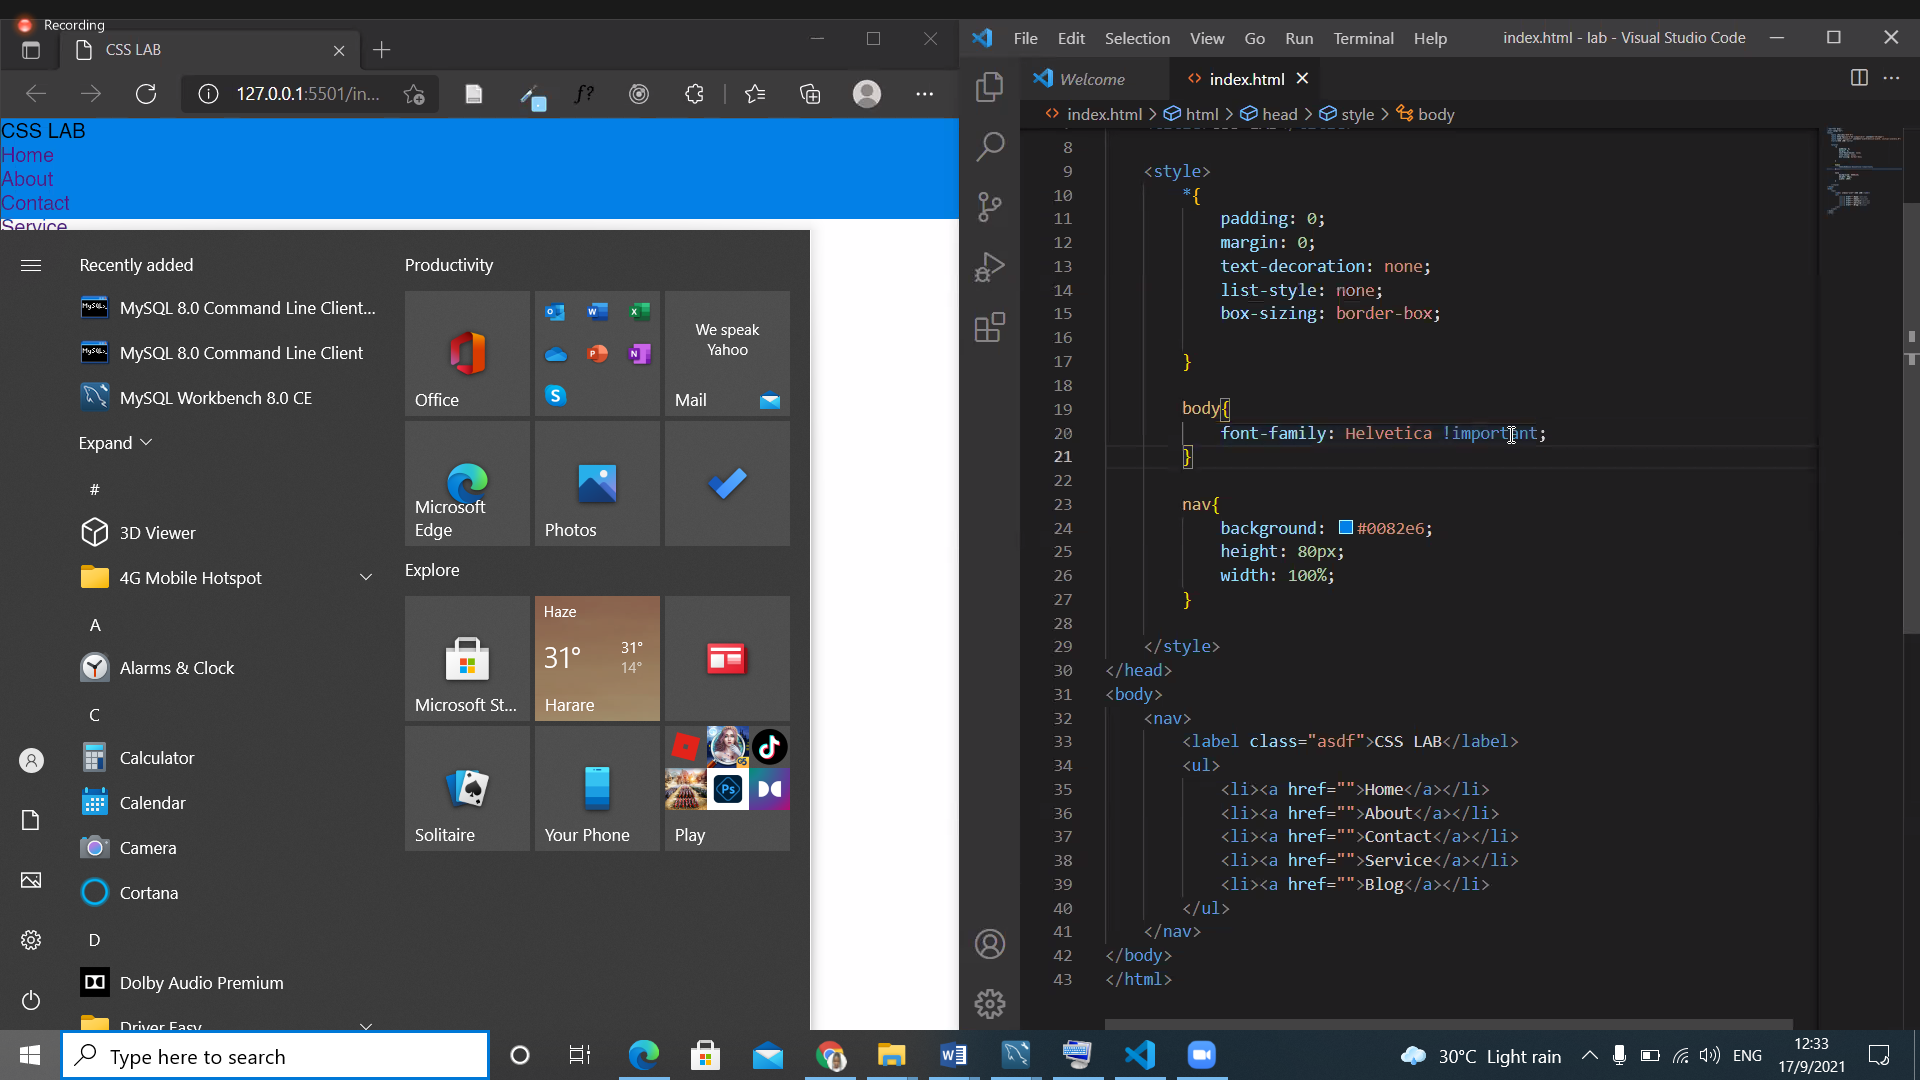 Recording
CSS LAB
127.0.0.1:5501/in...
CSS LAB
Home
About
Contact
Service
Recently added
MySQL 8.0 Command Line Client...
MySQL 8.0 Command Line Client
MySQL Workbench 8.0 CE
Expand
#
3D Viewer
4G Mobile Hotspot
A
Alarms & Clock
C
Calculator
Calendar
Camera
Cortana
D
Dolby Audio Premium
Driver Easy
Productivity
Office
We speak
Yahoo
Mail
Microsoft
Edge
Photos
Explore
Microsoft St...
Haze
31°
31°
14°
Harare
Solitaire
Your Phone
Play
File Edit Selection View Go Run Terminal Help
index.html - lab - Visual Studio Code
Welcome
index.html
index.html > html > head > style > body
8
9 <style>
10 *{
11 padding: 0;
12 margin: 0;
13 text-decoration: none;
14 list-style: none;
15 box-sizing: border-box;
16
17 }
18
19 body{
20 font-family: Helvetica !important;
21 }
22
23 nav{
24 background: #0082e6;
25 height: 80px;
26 width: 100%;
27 }
28
29 </style>
30 </head>
31 <body>
32 <nav>
33 <label class="asdf">CSS LAB</label>
34 <ul>
35 <li><a href="">Home</a></li>
36 <li><a href="">About</a></li>
37 <li><a href="">Contact</a></li>
38 <li><a href="">Service</a></li>
39 <li><a href="">Blog</a></li>
40 </ul>
41 </nav>
42 </body>
43 </html>
Type here to search
30°C Light rain
ENG
12:33
17/9/2021